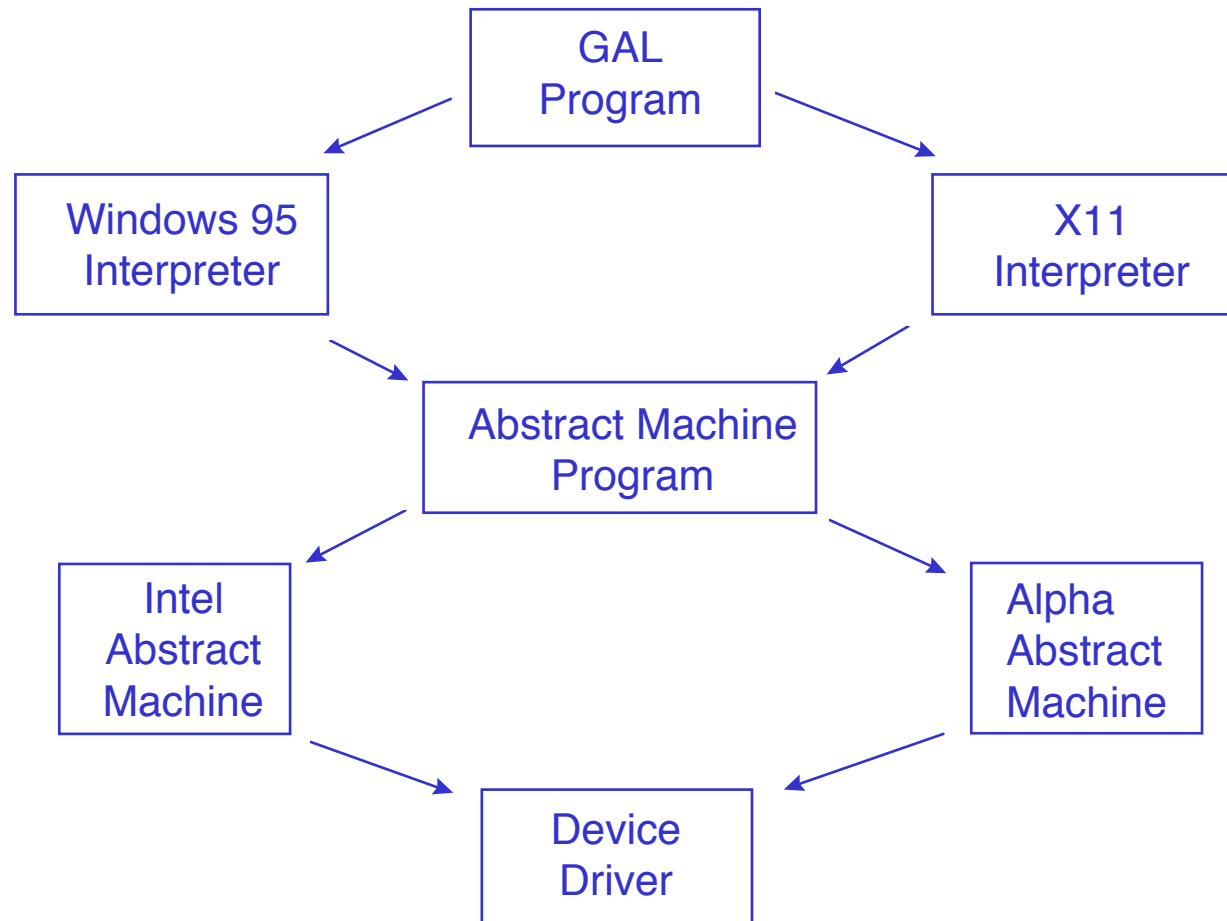 GAL
Program
Windows 95
Interpreter
X11
Interpreter
Abstract Machine
Program
Intel
Abstract
Machine
Alpha
Abstract
Machine
Device
Driver